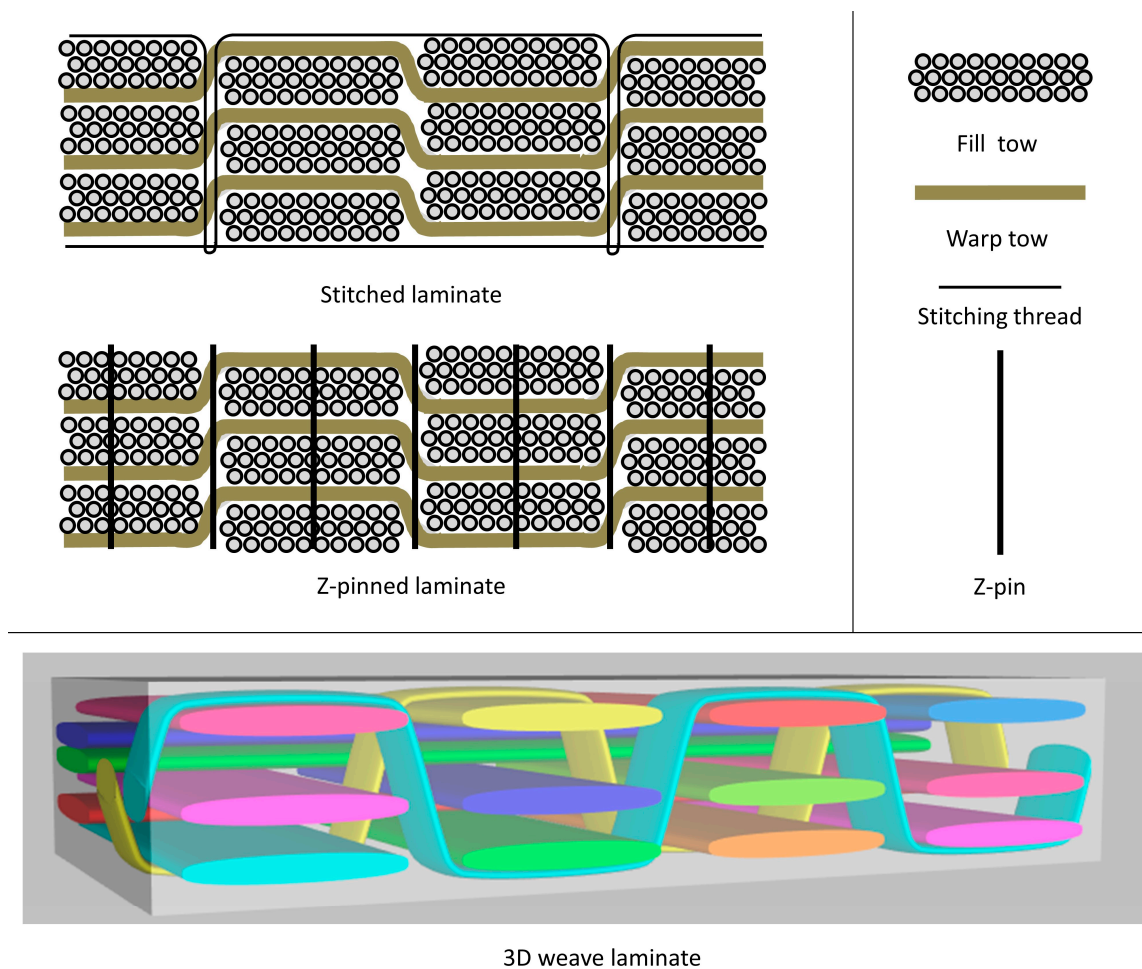 Stitched laminate
Z-pinned laminate
Fill tow
Warp tow
Stitching thread
Z-pin
3D weave laminate